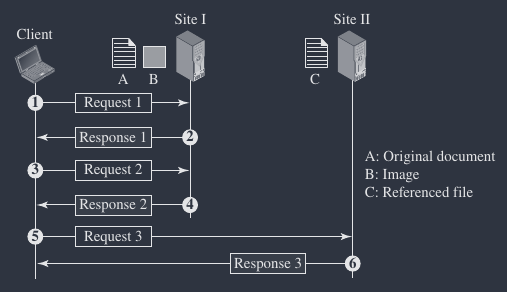 Site I
Site II
Client
A
B
C
1
Request 1
Response 1
2
3
Request 2
A: Original document
B: Image
C: Referenced file
Response 2
4
5
Request 3
Response 3
6